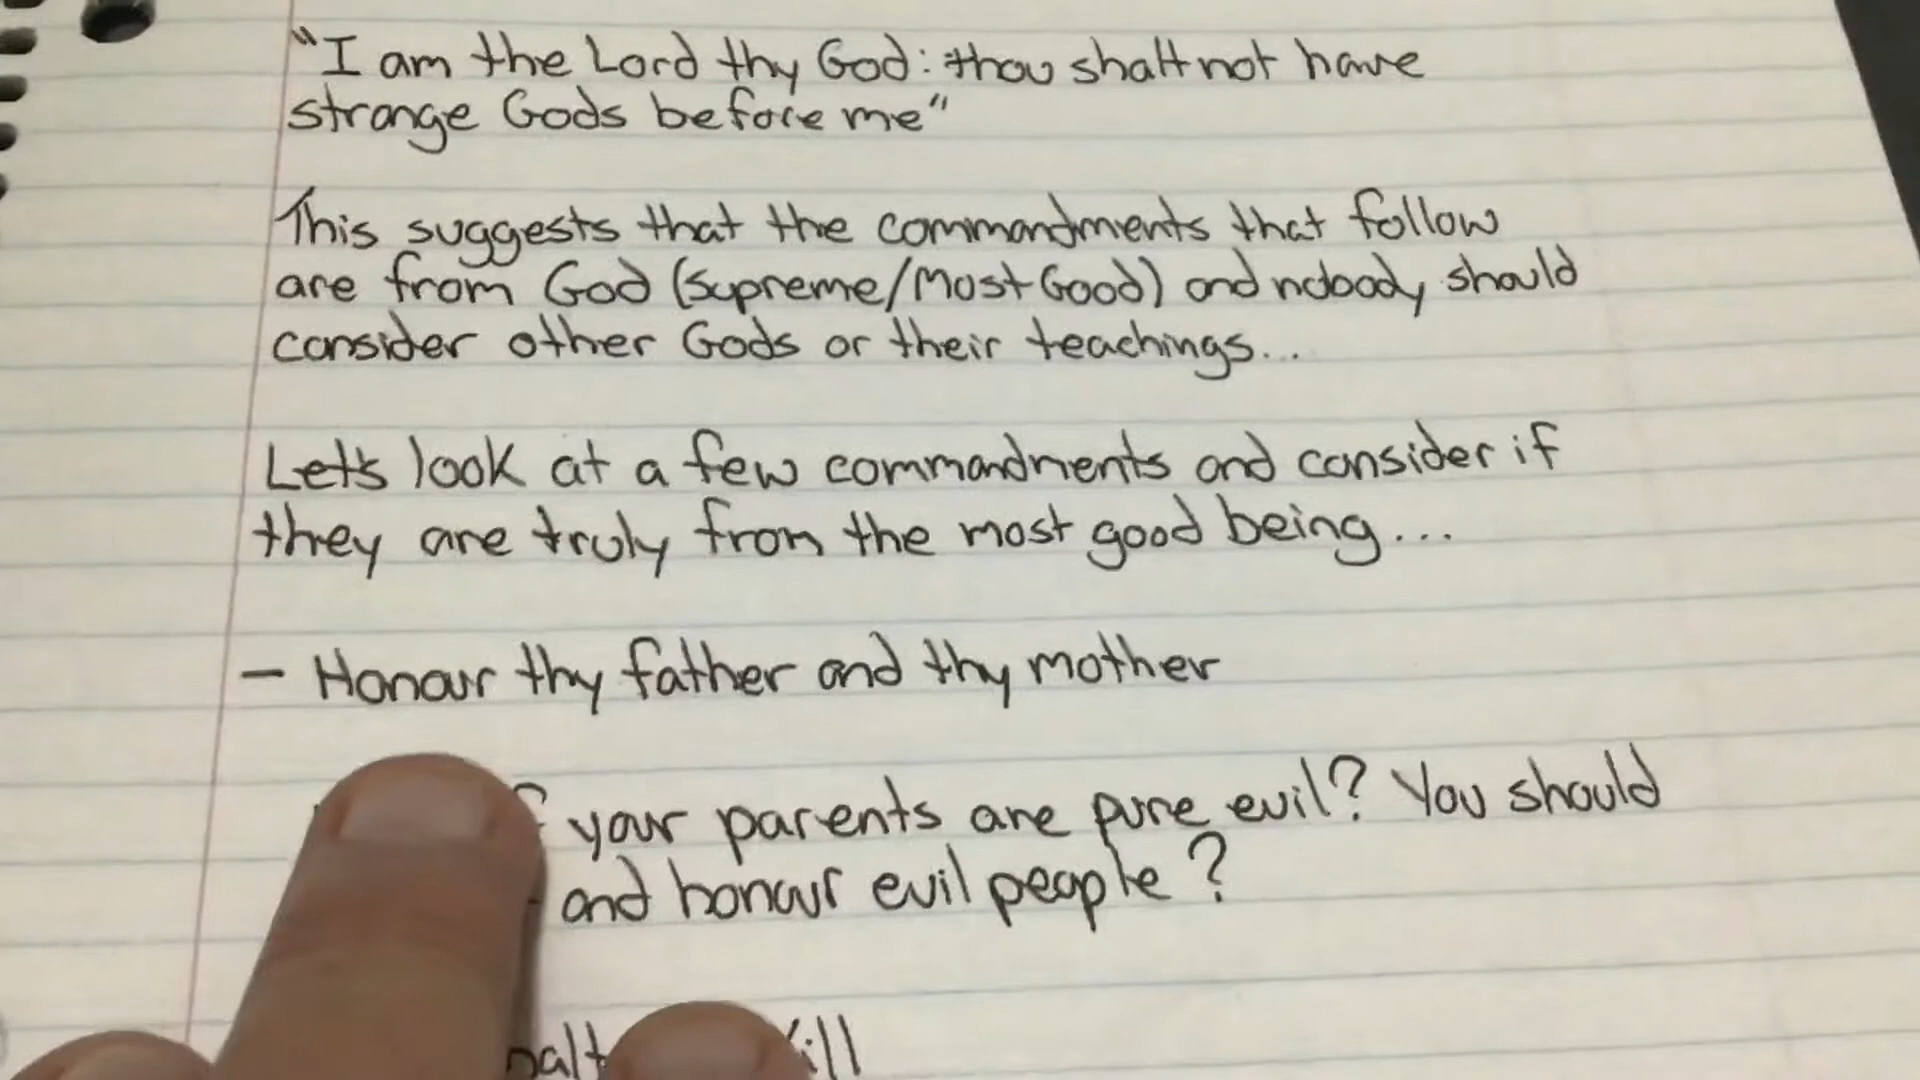 "I am the Lord thy God: thou shalt not have
strange Gods before me"
This suggests that the commandments that follow
are from God (Supreme/Most Good) and nobody should
consider other Gods or their teachings...
Let's look at a few commandments and consider if
they are truly from the most good being...
- Honour thy father and thy mother
your parents are pure evil? You should
and honour evil people?